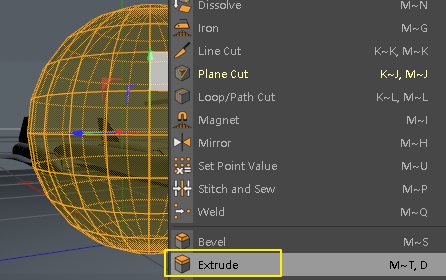 Dissolve M~N
Iron M~G
Line Cut K~K, M~K
Plane Cut K~J, M~J
Loop/Path Cut K~L, M~L
Magnet M~I
Mirror M~H
Set Point Value M~U
Stitch and Sew M~P
Weld M~Q
Bevel M~S
Extrude M~T, D